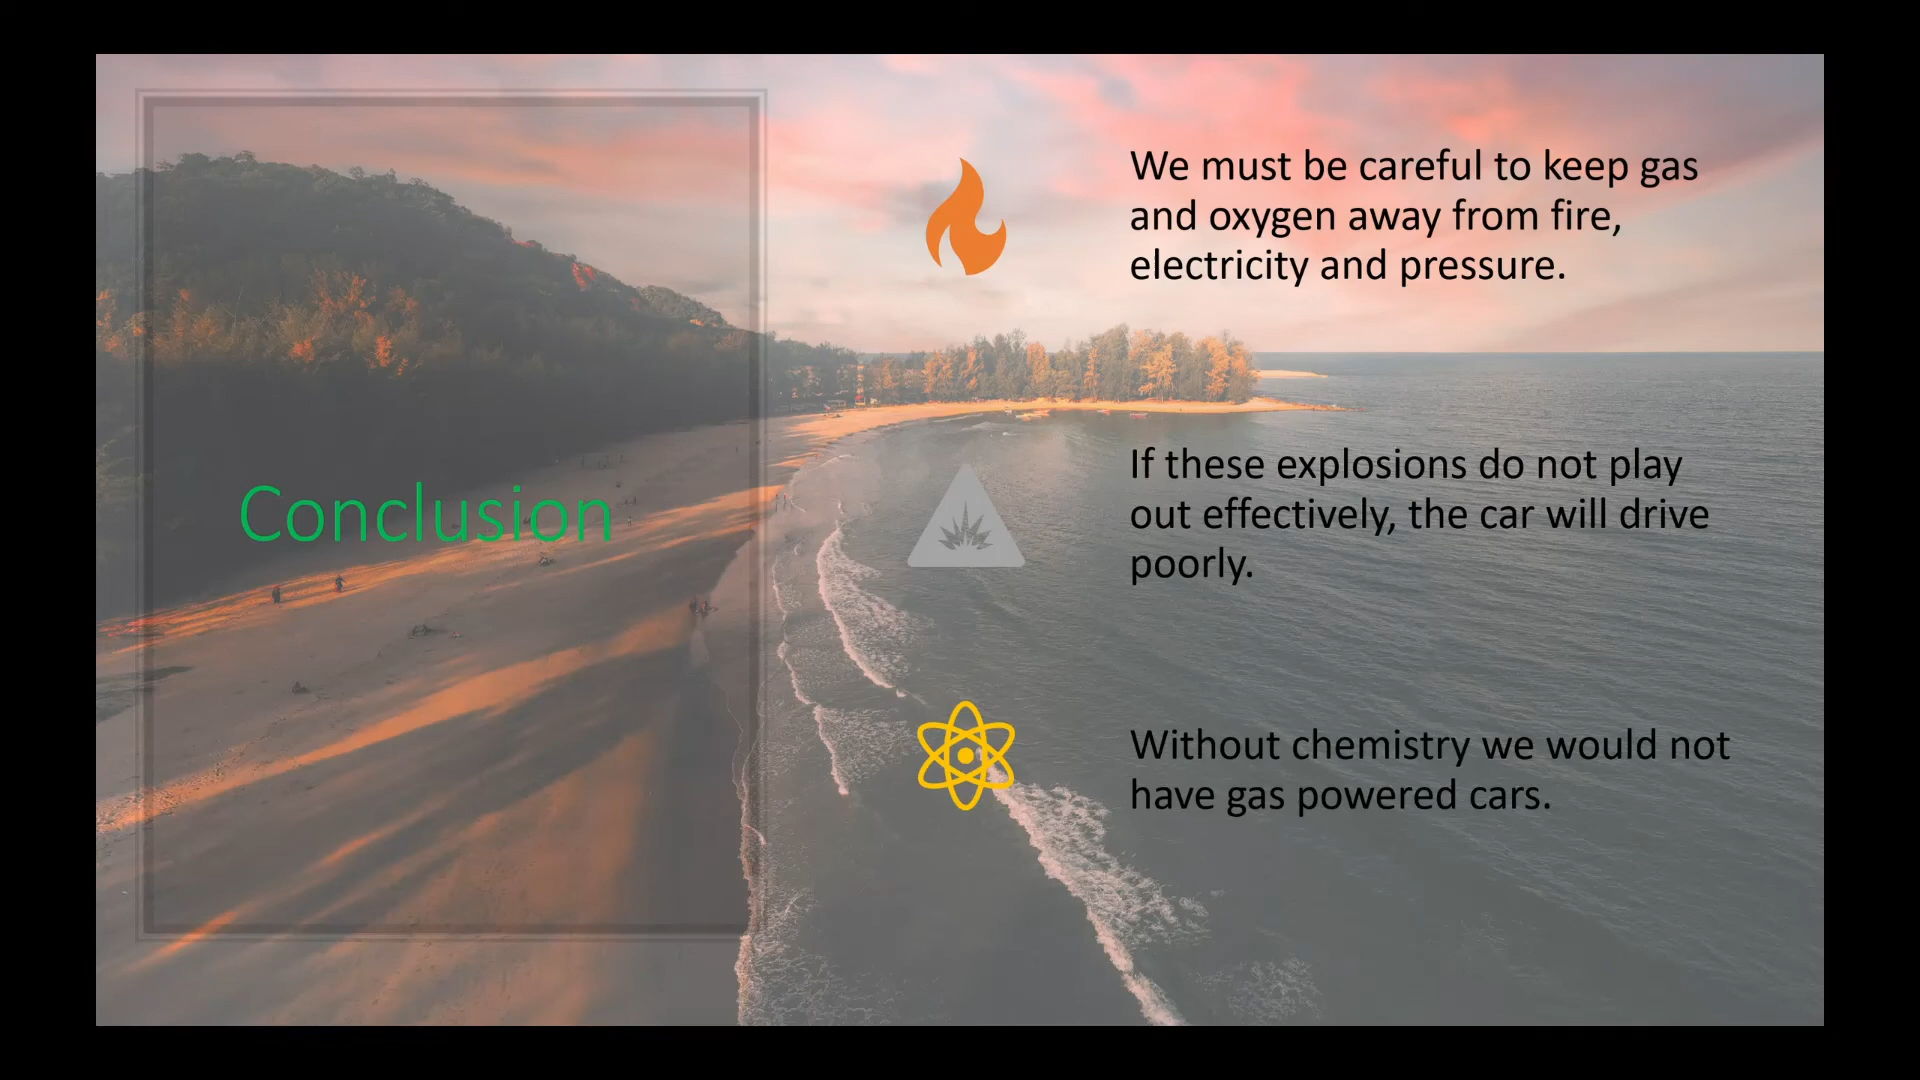 Conclusion
We must be careful to keep gas
and oxygen away from fire,
electricity and pressure.
If these explosions do not play
out effectively, the car will drive
poorly.
Without chemistry we would not
have gas powered cars.